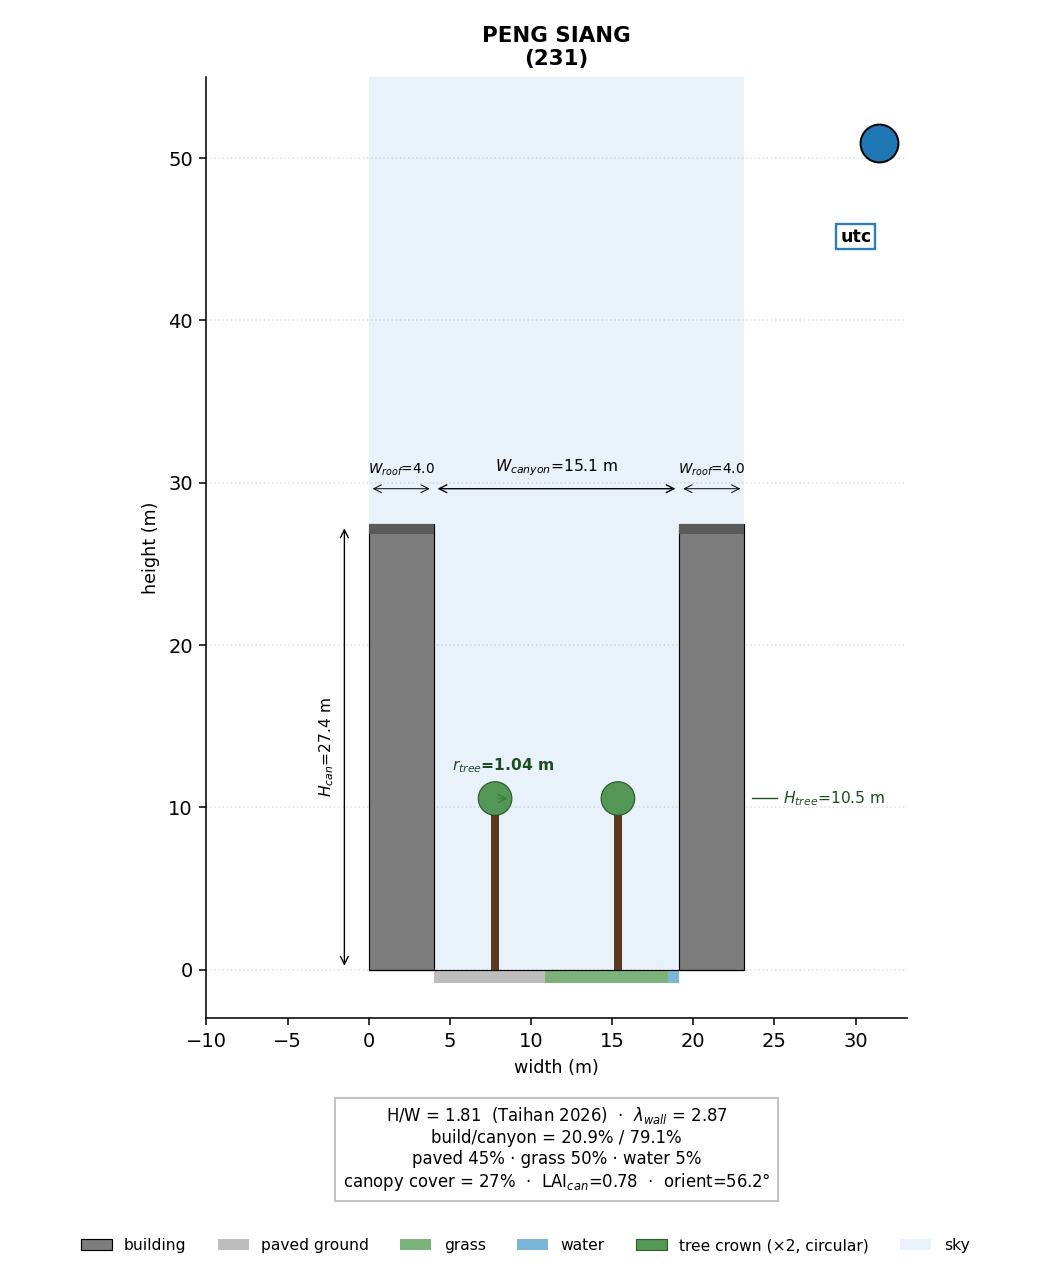 PENG SIANG
(231)
50
40
30
20
10
0
height (m)
utc
W_roof=4.0
W_canyon=15.1 m
W_roof=4.0
H_can=27.4 m
r_tree=1.04 m
H_tree=10.5 m
−10 −5 0 5 10 15 20 25 30
width (m)
H/W = 1.81 (Taihan 2026) · λ_wall = 2.87
build/canyon = 20.9% / 79.1%
paved 45% · grass 50% · water 5%
canopy cover = 27% · LAI_can=0.78 · orient=56.2°
building paved ground grass water tree crown (×2, circular) sky